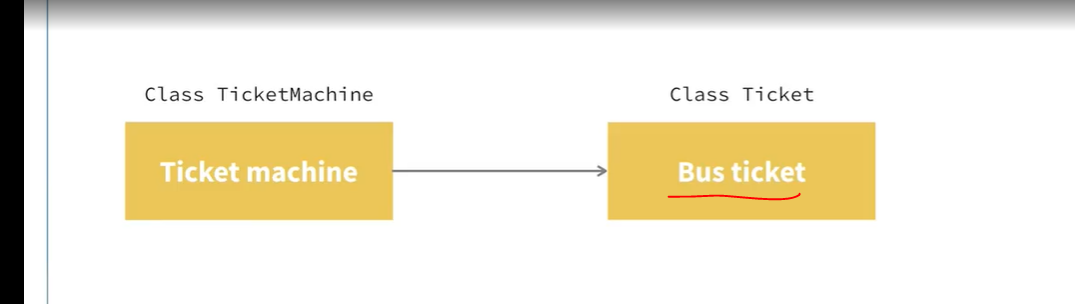 Class TicketMachine
Class Ticket
Ticket machine
Bus ticket